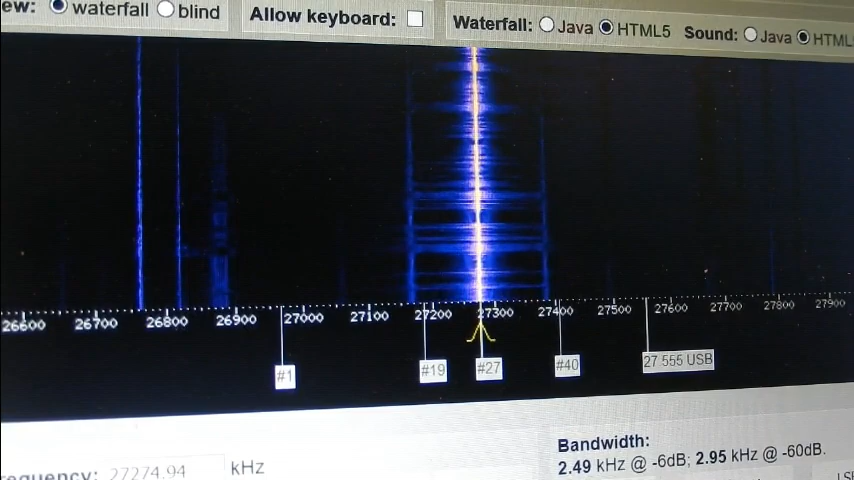 ew: waterfall blind Allow keyboard: Waterfall: Java HTML5 Sound: Java HTML
26600 26700 26800 26900 27000 27100 27200 27300 27400 27500 27600 27700 27800 27900
#1 #19 #27 #40 27 555 USB
equency: 27274.94 kHz
Bandwidth:
2.49 kHz @ -6dB; 2.95 kHz @ -60dB.